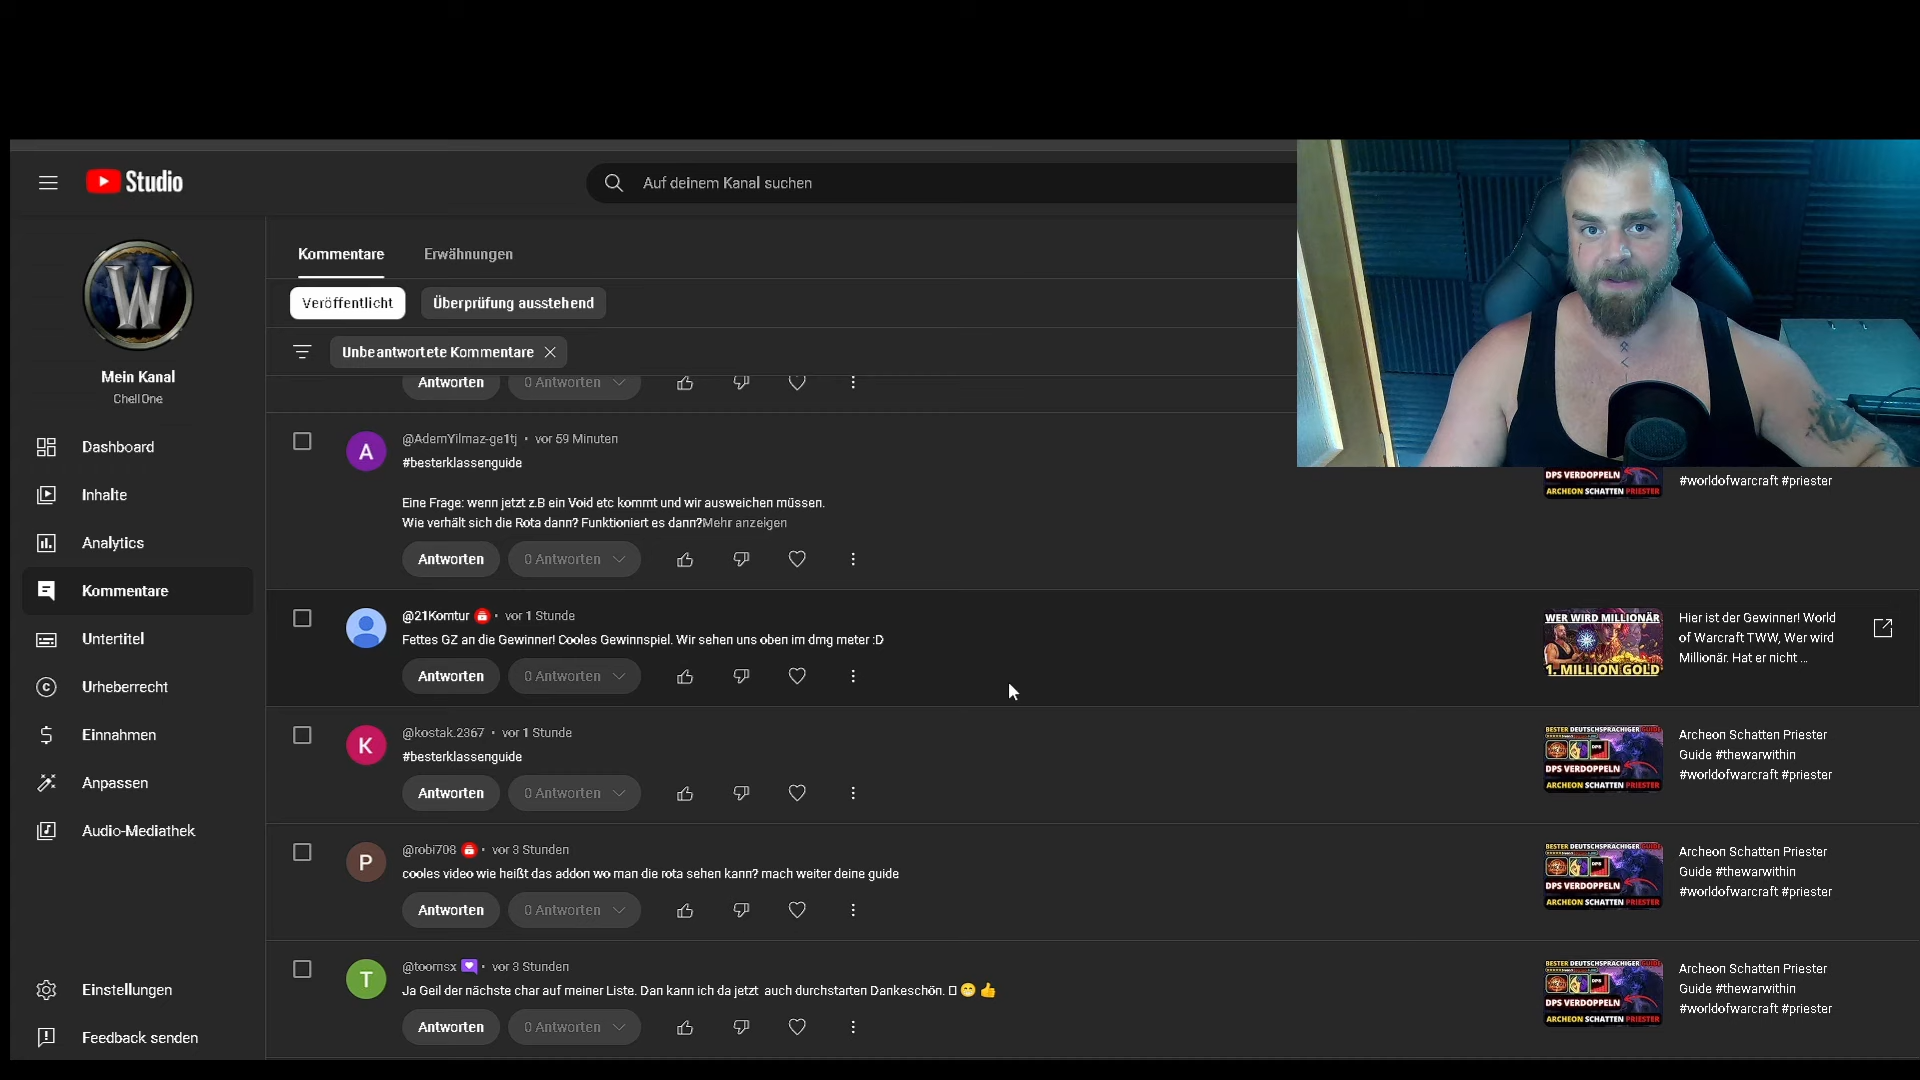 Studio
Auf deinem Kanal suchen
W
Mein Kanal
ChellOne
Dashboard
Inhalte
Analytics
Kommentare
Untertitel
Urheberrecht
Einnahmen
Anpassen
Audio-Mediathek
Einstellungen
Feedback senden
Kommentare
Erwähnungen
Veröffentlicht
Überprüfung ausstehend
Unbeantwortete Kommentare
Antworten
0 Antworten
A
@AdemYilmaz-ge1tj • vor 59 Minuten
#besterklassenguide
Eine Frage: wenn jetzt z.B ein Void etc kommt und wir ausweichen müssen.
Wie verhält sich die Rota dann? Funktioniert es dann?Mehr anzeigen
Antworten
0 Antworten
DPS VERDOPPELN
ARCHEON SCHATTEN PRIESTER
#worldofwarcraft #priester
@21Komtur • vor 1 Stunde
Fettes GZ an die Gewinner! Cooles Gewinnspiel. Wir sehen uns oben im dmg meter :D
Antworten
0 Antworten
WER WIRD MILLIONÄR
1. MILLION GOLD
Hier ist der Gewinner! World
of Warcraft TWW, Wer wird
Millionär. Hat er nicht ...
K
@kostak.2367 • vor 1 Stunde
#besterklassenguide
Antworten
0 Antworten
BESTER DEUTSCHSPRACHIGER GUIDE
DPS
DPS VERDOPPELN
ARCHEON SCHATTEN PRIESTER
Archeon Schatten Priester
Guide #thewarwithin
#worldofwarcraft #priester
P
@robi708 • vor 3 Stunden
cooles video wie heißt das addon wo man die rota sehen kann? mach weiter deine guide
Antworten
0 Antworten
BESTER DEUTSCHSPRACHIGER GUIDE
DPS
DPS VERDOPPELN
ARCHEON SCHATTEN PRIESTER
Archeon Schatten Priester
Guide #thewarwithin
#worldofwarcraft #priester
T
@toomsx • vor 3 Stunden
Ja Geil der nächste char auf meiner Liste. Dan kann ich da jetzt auch durchstarten Dankeschön. 😁 👍
Antworten
0 Antworten
BESTER DEUTSCHSPRACHIGER GUIDE
DPS
DPS VERDOPPELN
ARCHEON SCHATTEN PRIESTER
Archeon Schatten Priester
Guide #thewarwithin
#worldofwarcraft #priester